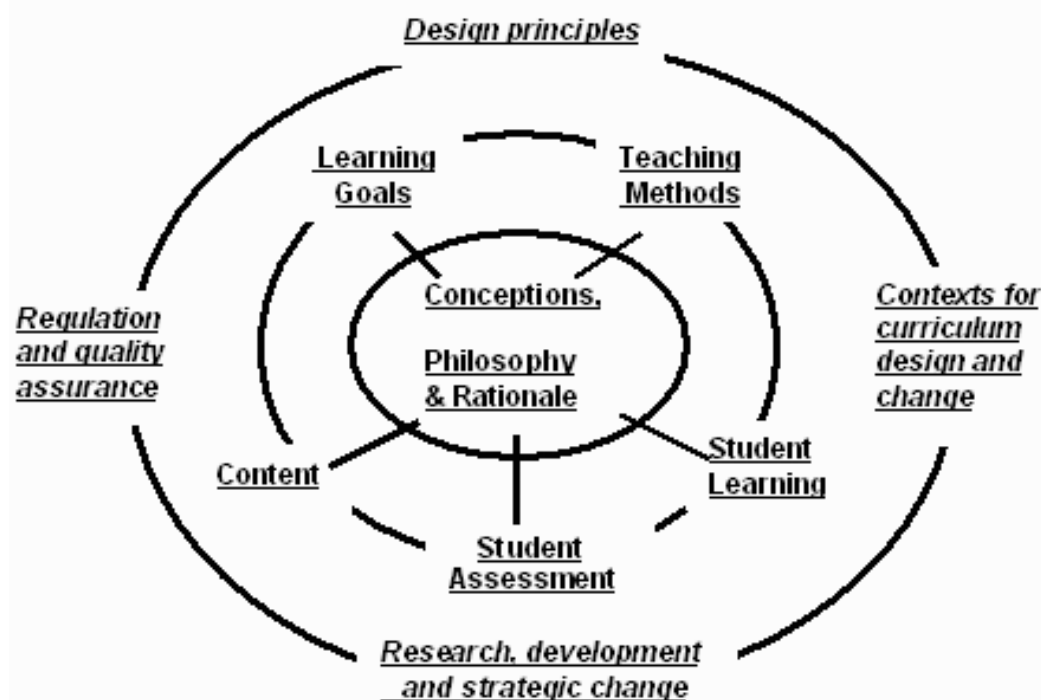 Design principles
Learning
Goals
Teaching
Methods
Conceptions,
Philosophy
& Rationale
Regulation
and quality
assurance
Contexts for
curriculum
design and
change
Content
Student
Learning
Student
Assessment
Research, development
and strategic change